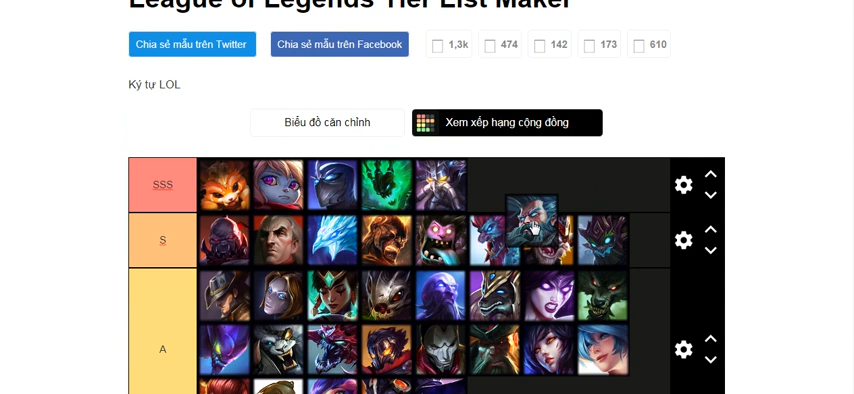 League of Legends Tier List Maker
Chia sẻ mẫu trên Twitter
Chia sẻ mẫu trên Facebook
1,3k
474
142
173
610
Ký tự LOL
Biểu đồ căn chỉnh
Xem xếp hạng cộng đồng
SSS
S
A